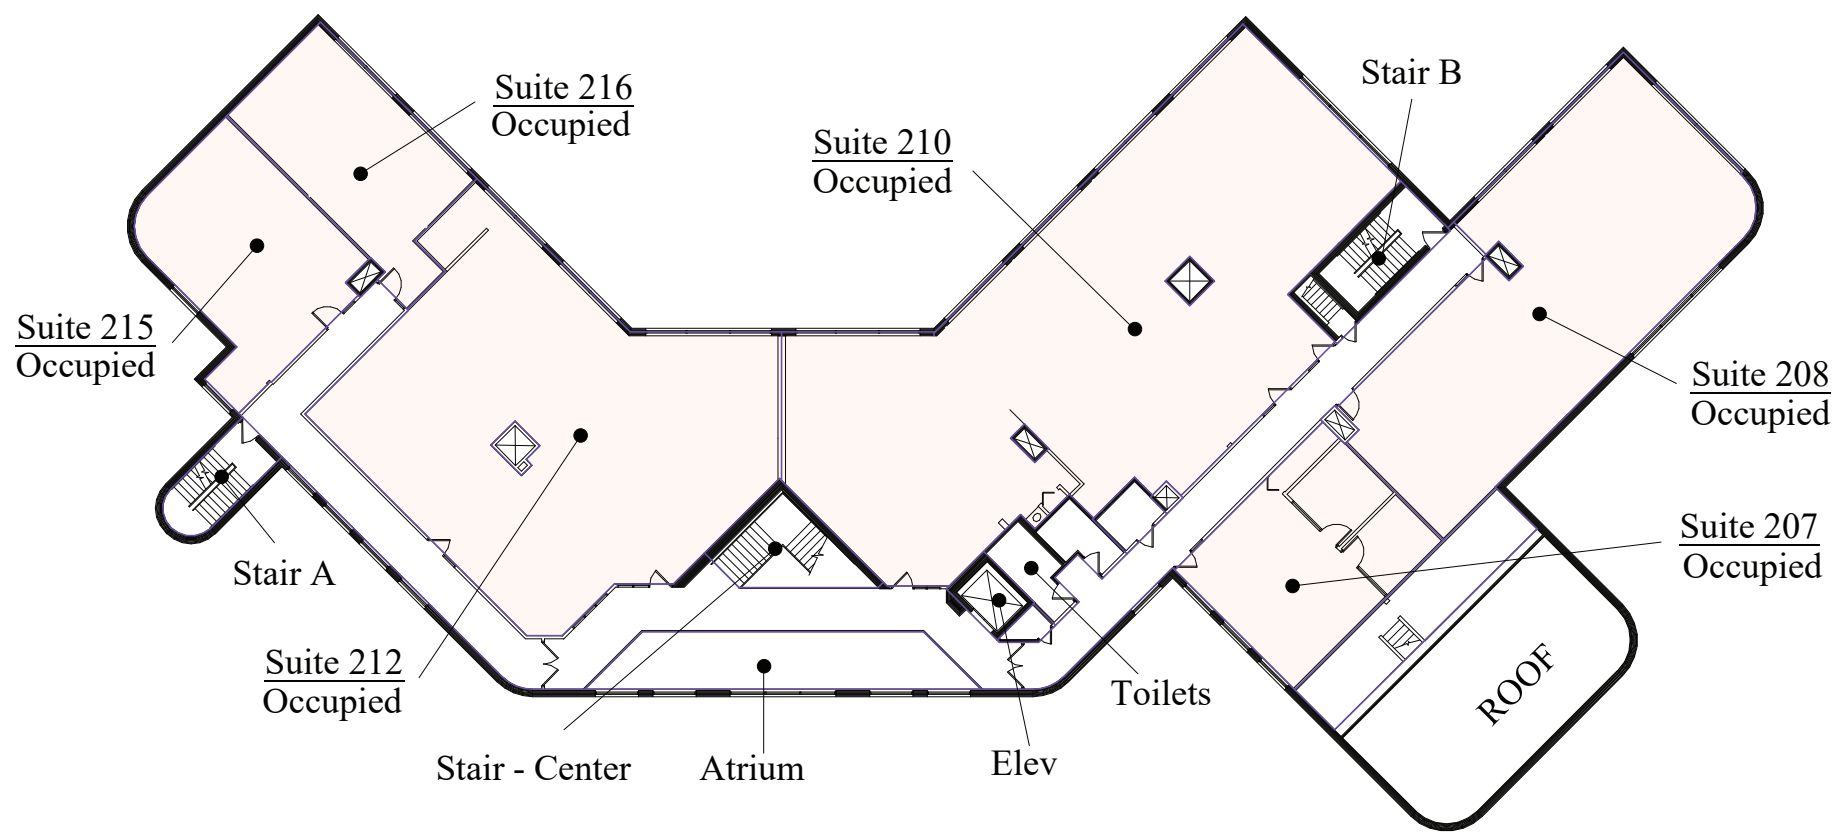 Suite 216
Occupied
Stair B
Suite 210
Occupied
Suite 215
Occupied
Suite 208
Occupied
Suite 207
Occupied
Stair A
Suite 212
Occupied
Toilets
ROOF
Stair - Center
Atrium
Elev